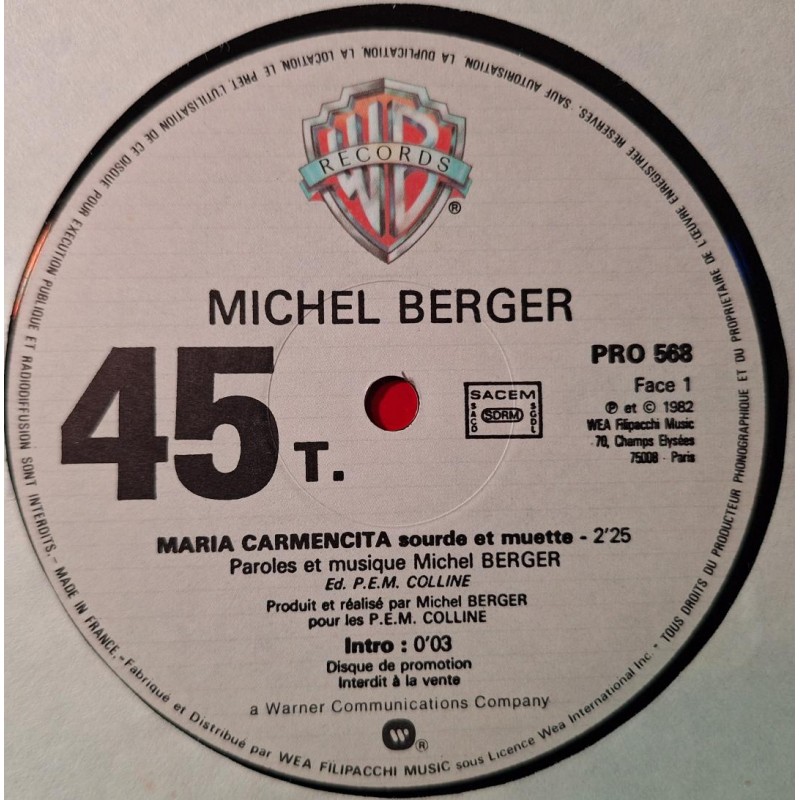 WB
RECORDS
®
MICHEL BERGER
45 T.
PRO 568
Face 1
℗ et © 1982
WEA Filipacchi Music
70, Champs Elysées
75008 - Paris
SACEM
SACD
SDRM
SGDL
MARIA CARMENCITA sourde et muette - 2'25
Paroles et musique Michel BERGER
Ed. P.E.M. COLLINE
Produit et réalisé par Michel BERGER
pour les P.E.M. COLLINE
Intro : 0'03
Disque de promotion
Interdit à la vente
a Warner Communications Company
W ®
TOUS DROITS DU PRODUCTEUR PHONOGRAPHIQUE ET DU PROPRIETAIRE DE L'ŒUVRE ENREGISTREE RESERVES. SAUF AUTORISATION, LA DUPLICATION, LA LOCATION, LE PRET, L'UTILISATION DE CE DISQUE POUR EXECUTION PUBLIQUE ET RADIODIFFUSION SONT INTERDITS. - MADE IN FRANCE. - Fabriqué et Distribué par WEA FILIPACCHI MUSIC sous Licence Wea International Inc. -